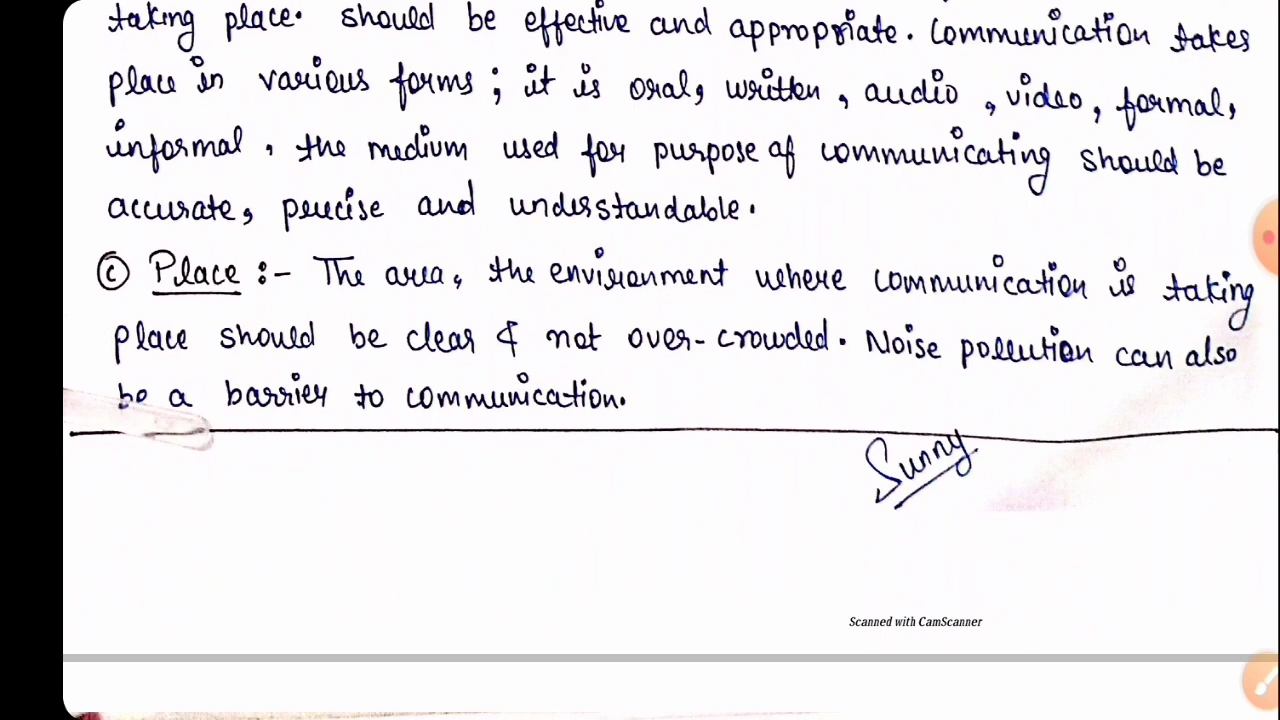 taking place. should be effective and appropriate. Communication takes
place in various forms ; it is oral, written, audio, video, formal,
informal, the medium used for purpose of communicating should be
accurate, precise and understandable.
(c) Place :- The area, the environment where communication is taking
place should be clear & not over-crowded. Noise pollution can also
be a barrier to communication.
Sunny
Scanned with CamScanner